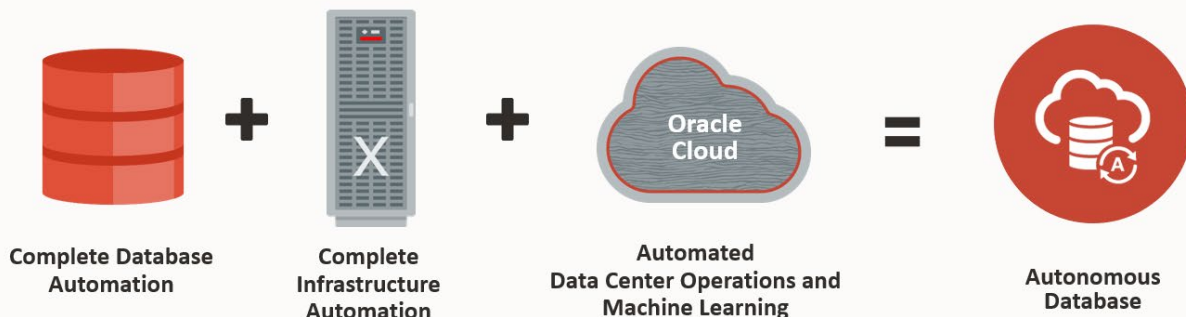 +
X
+
Oracle
Cloud
=
A
Complete Database
Automation
Complete
Infrastructure
Automation
Automated
Data Center Operations and
Machine Learning
Autonomous
Database